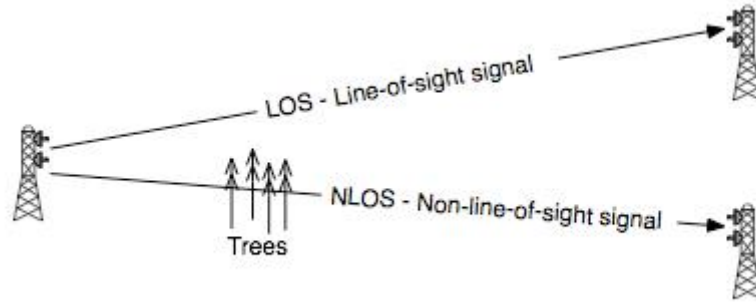 LOS - Line-of-sight signal
NLOS - Non-line-of-sight signal
Trees